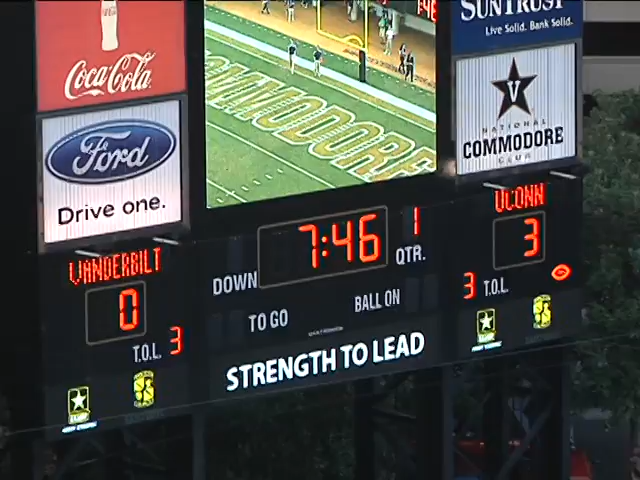 Coca-Cola
SUNTRUST
Live Solid. Bank Solid.
Ford
Drive one.
COMMODORE
V
NATIONAL
COMMODORE
CLUB
VANDERBILT
0
T.O.L. 3
DOWN
7:46
1
QTR.
TO GO
BALL ON
UCONN
3
3 T.O.L.
STRENGTH TO LEAD